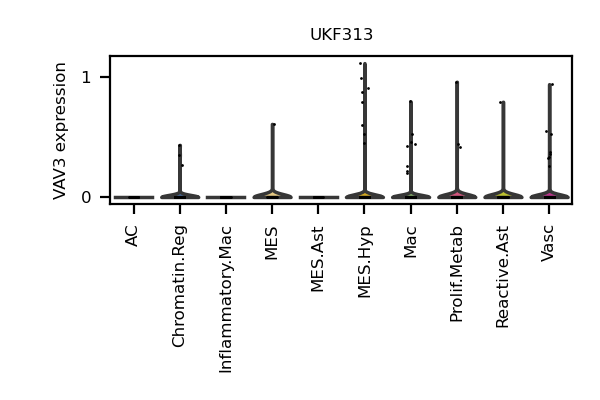 UKF313
VAV3 expression
1
0
AC
Chromatin.Reg
Inflammatory.Mac
MES
MES.Ast
MES.Hyp
Mac
Prolif.Metab
Reactive.Ast
Vasc